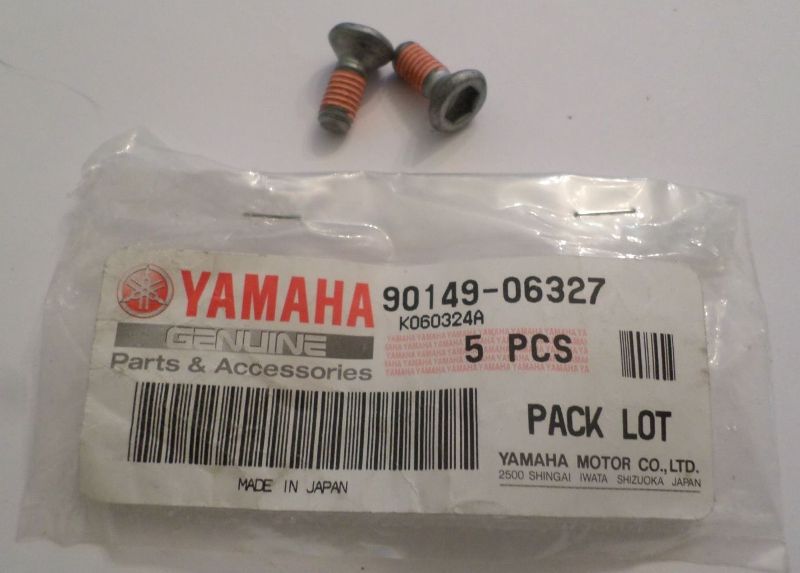 YAMAHA 90149-06327
K060324A
GENUINE
5 PCS
Parts & Accessories
PACK LOT
YAMAHA MOTOR CO.,LTD.
2500 SHINGAI IWATA SHIZUOKA JAPAN
MADE IN JAPAN